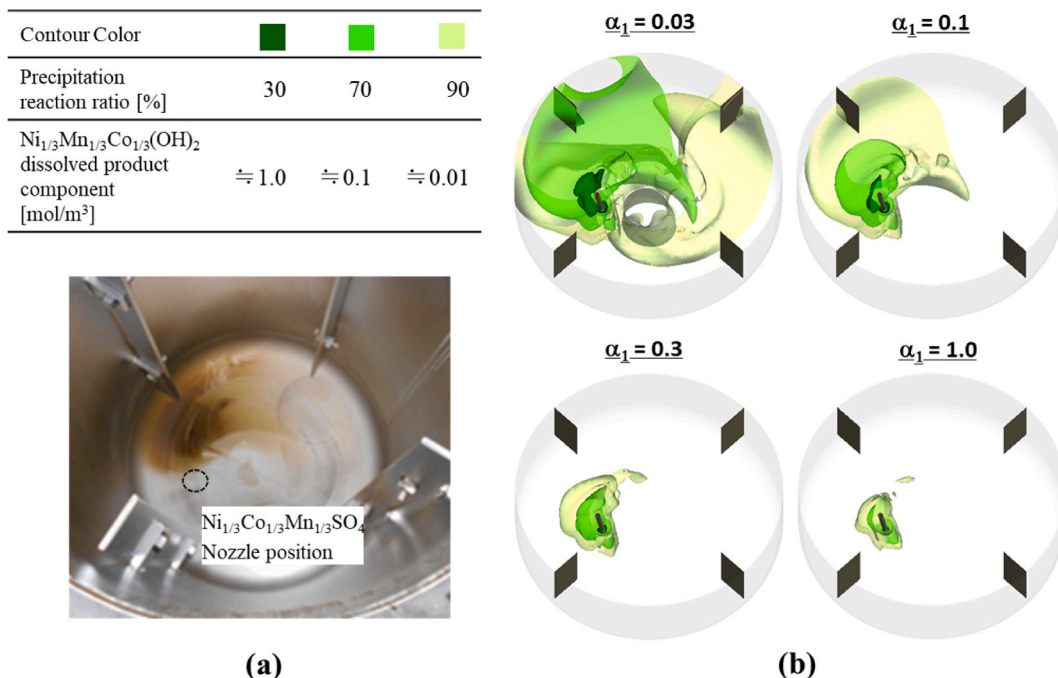 Contour Color
Precipitation
reaction ratio [%] 30 70 90
Ni₁/₃Mn₁/₃Co₁/₃(OH)₂
dissolved product
component
[mol/m³] ≒1.0 ≒0.1 ≒0.01
Ni₁/₃Co₁/₃Mn₁/₃SO₄
Nozzle position
(a)
α₁ = 0.03 α₁ = 0.1
α₁ = 0.3 α₁ = 1.0
(b)